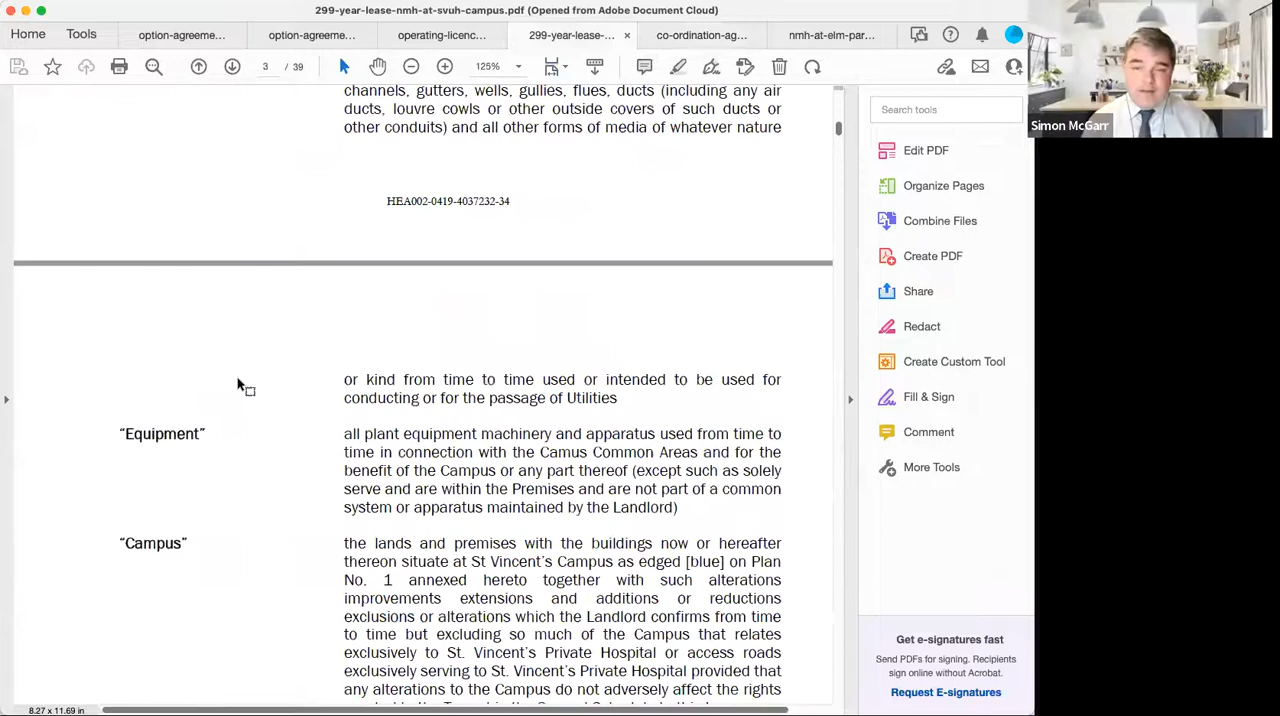 299-year-lease-nmh-at-svuh-campus.pdf (Opened from Adobe Document Cloud)
Home Tools option-agreeme... option-agreeme... operating-licenc... 299-year-lease-... × co-ordination-ag... nmh-at-elm-par...
3 / 39 125%
channels, gutters, wells, gullies, flues, ducts (including any air
ducts, louvre cowls or other outside covers of such ducts or
other conduits) and all other forms of media of whatever nature
HEA002-0419-4037232-34
or kind from time to time used or intended to be used for
conducting or for the passage of Utilities
“Equipment” all plant equipment machinery and apparatus used from time to
time in connection with the Camus Common Areas and for the
benefit of the Campus or any part thereof (except such as solely
serve and are within the Premises and are not part of a common
system or apparatus maintained by the Landlord)
“Campus” the lands and premises with the buildings now or hereafter
thereon situate at St Vincent’s Campus as edged [blue] on Plan
No. 1 annexed hereto together with such alterations
improvements extensions and additions or reductions
exclusions or alterations which the Landlord confirms from time
to time but excluding so much of the Campus that relates
exclusively to St. Vincent’s Private Hospital or access roads
exclusively serving to St. Vincent’s Private Hospital provided that
any alterations to the Campus do not adversely affect the rights
8.27 x 11.69 in
Search tools
Edit PDF
Organize Pages
Combine Files
Create PDF
Share
Redact
Create Custom Tool
Fill & Sign
Comment
More Tools
Get e-signatures fast
Send PDFs for signing. Recipients
sign online without Acrobat.
Request E-signatures
Simon McGarr